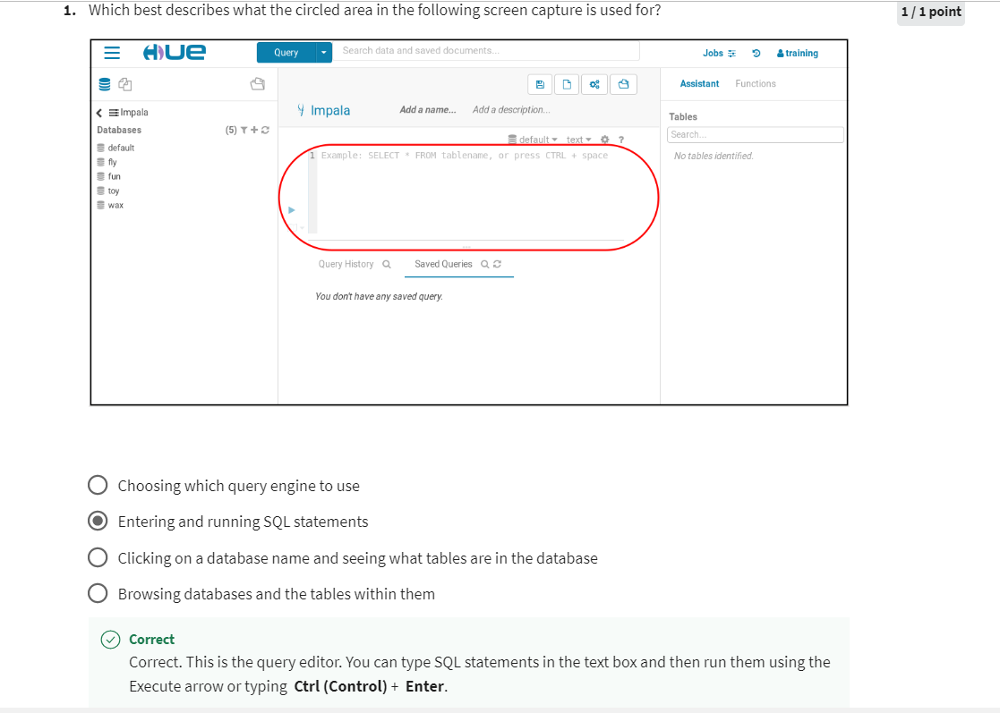 1. Which best describes what the circled area in the following screen capture is used for?
1 / 1 point
HUE
Query
Search data and saved documents...
Jobs
training
Impala
Databases
(5)
default
fly
fun
toy
wax
Impala
Add a name...
Add a description...
default
text
?
1 Example: SELECT * FROM tablename, or press CTRL + space
Query History
Saved Queries
You don't have any saved query.
Assistant
Functions
Tables
Search...
No tables identified.
Choosing which query engine to use
Entering and running SQL statements
Clicking on a database name and seeing what tables are in the database
Browsing databases and the tables within them
Correct
Correct. This is the query editor. You can type SQL statements in the text box and then run them using the
Execute arrow or typing Ctrl (Control) + Enter.